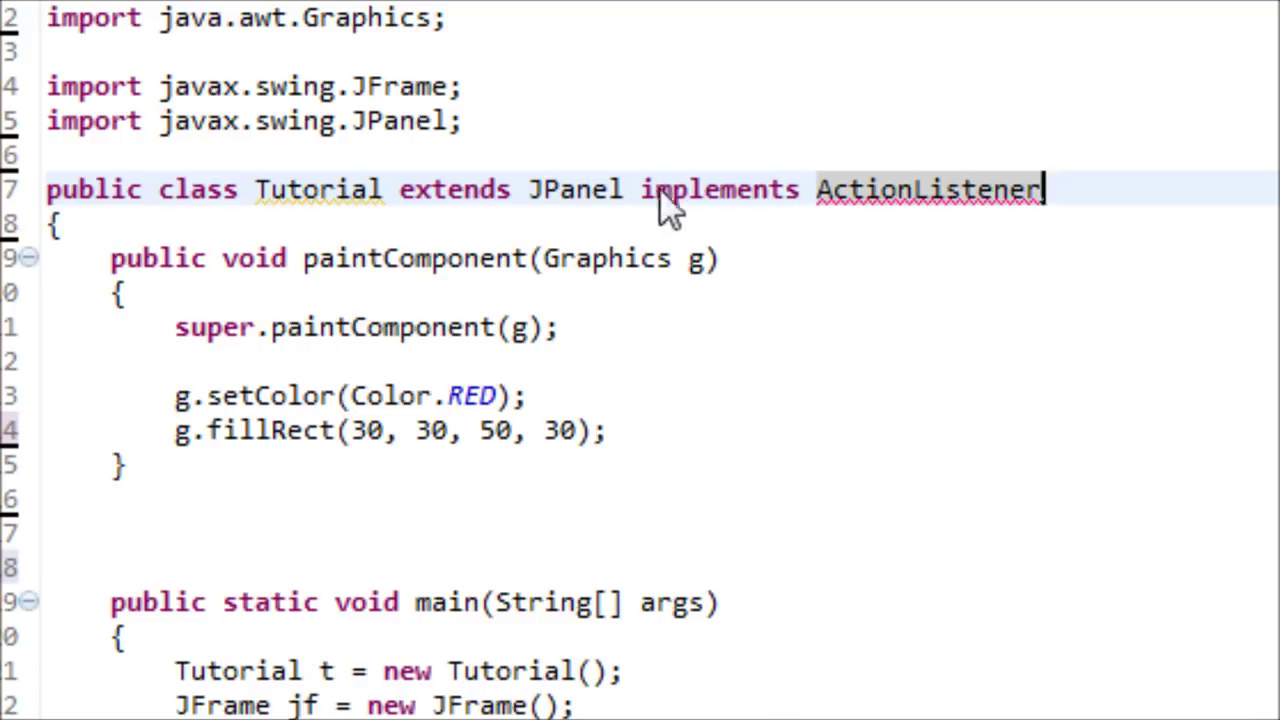 2 import java.awt.Graphics;
3
4 import javax.swing.JFrame;
5 import javax.swing.JPanel;
6
7 public class Tutorial extends JPanel implements ActionListener
8 {
9 public void paintComponent(Graphics g)
0 {
1 super.paintComponent(g);
2
3 g.setColor(Color.RED);
4 g.fillRect(30, 30, 50, 30);
5 }
6
7
8
9 public static void main(String[] args)
0 {
1 Tutorial t = new Tutorial();
2 JFrame jf = new JFrame();